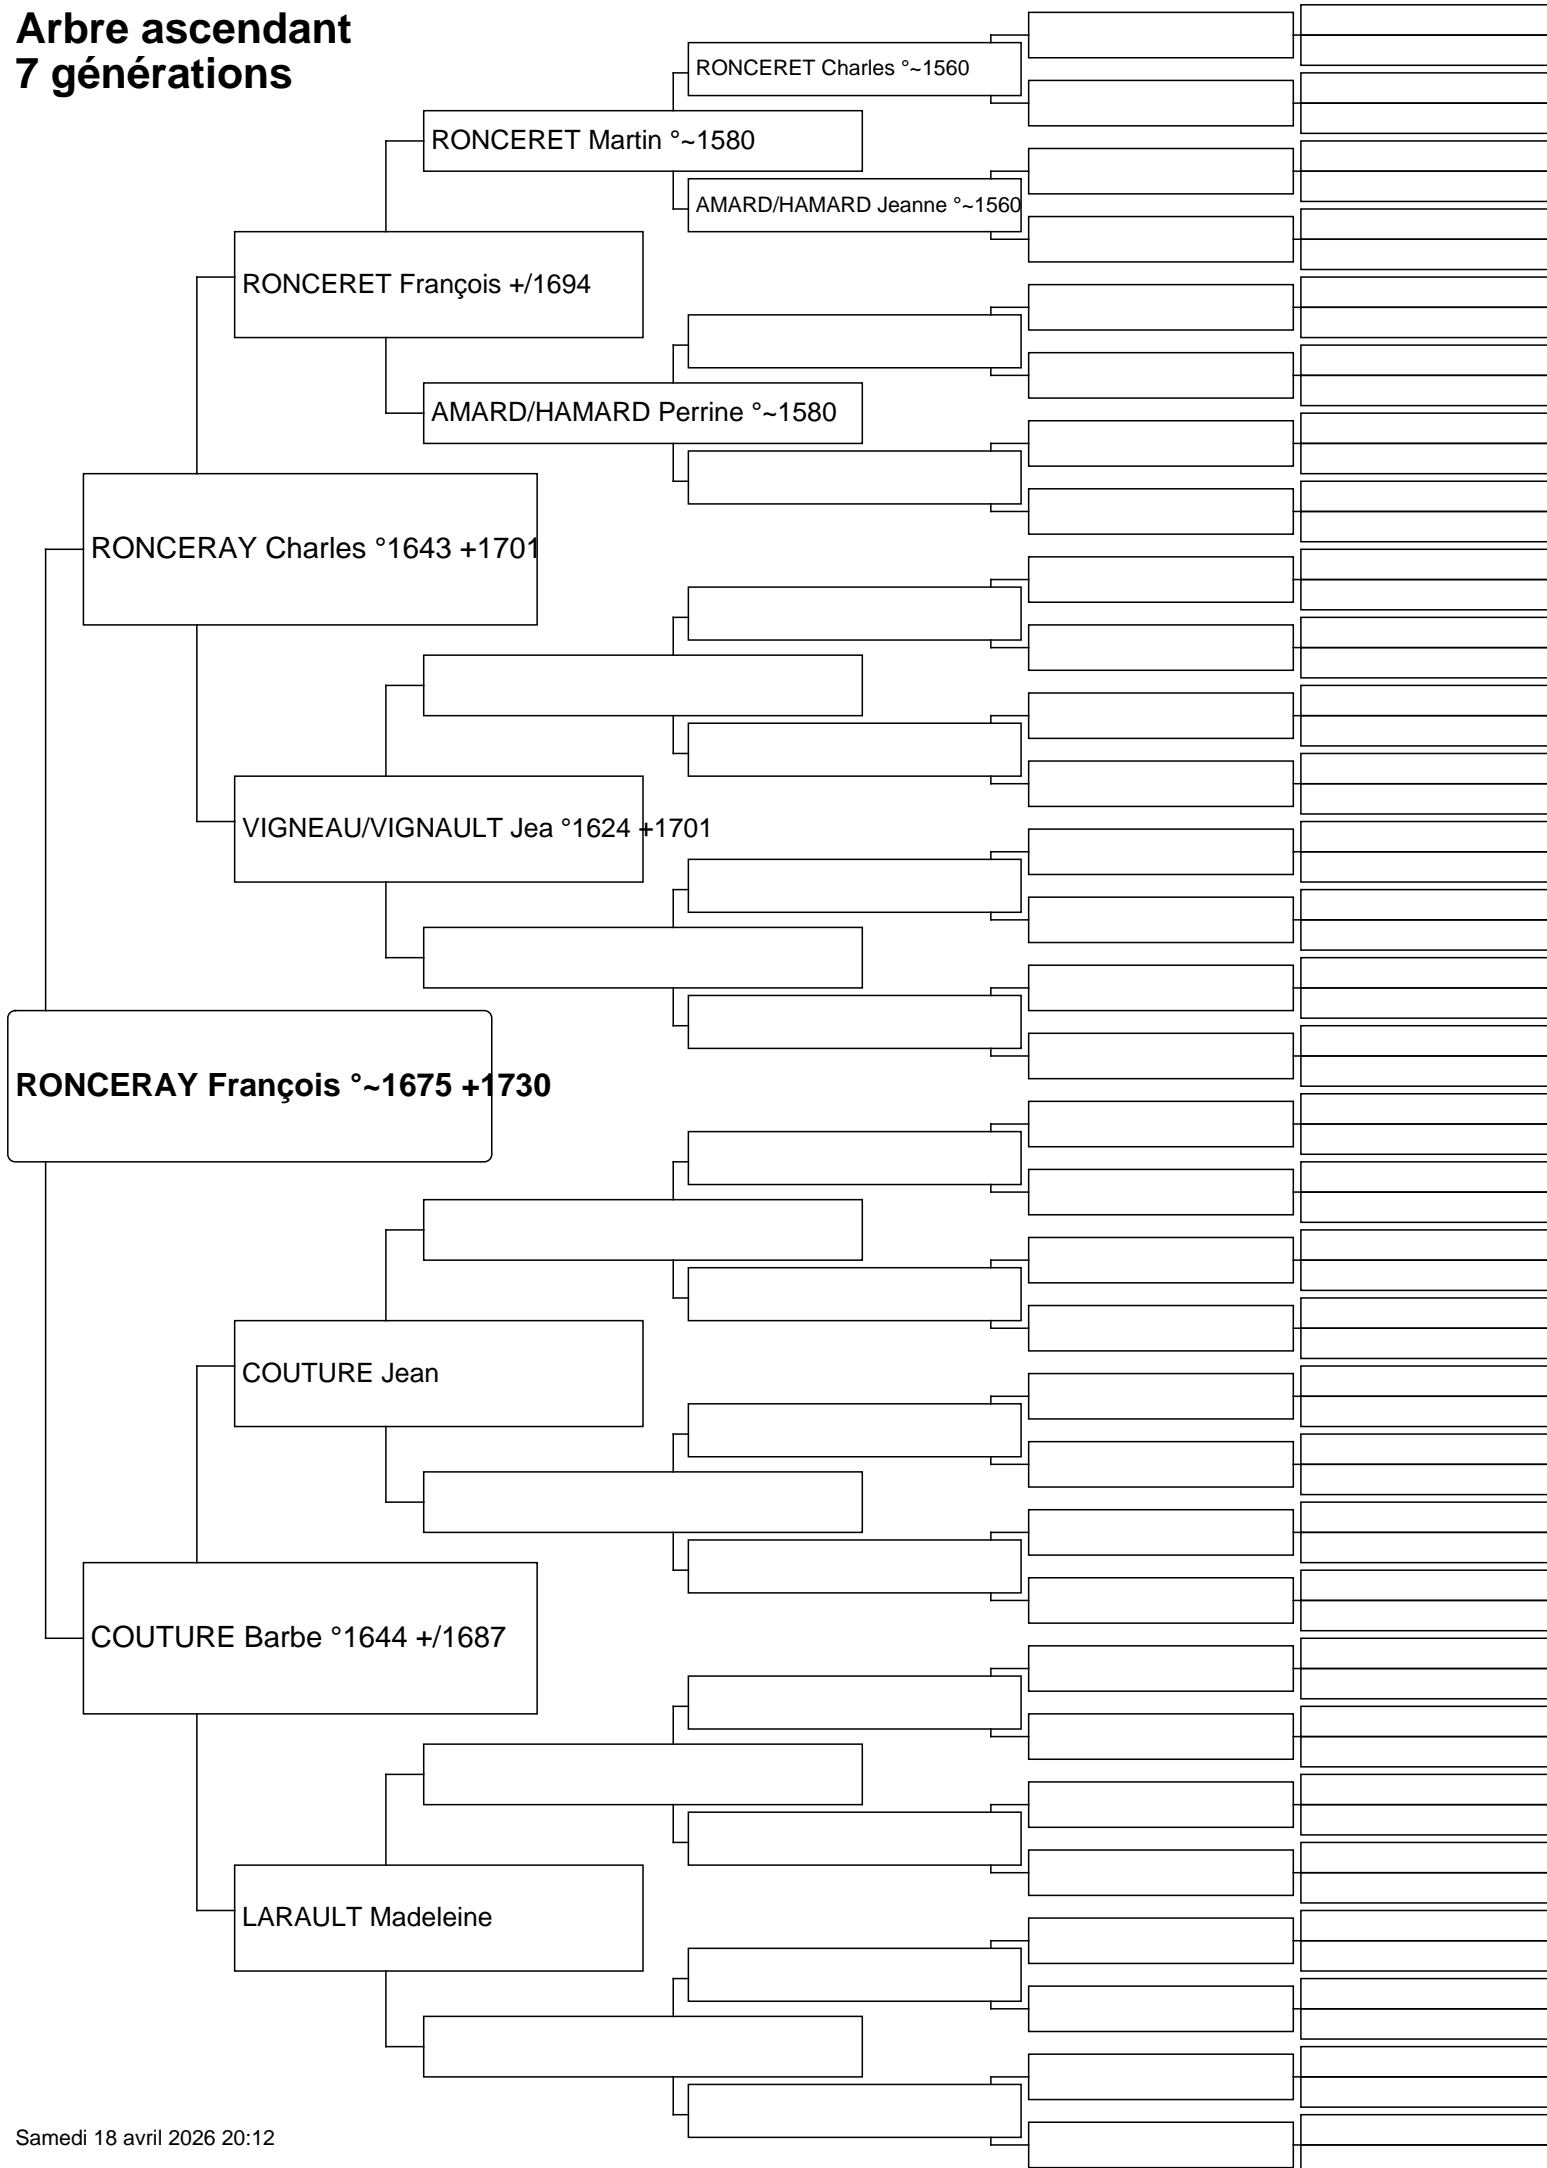 Arbre ascendant
7 générations
RONCERET Charles °~1560
RONCERET Martin °~1580
AMARD/HAMARD Jeanne °~1560
RONCERET François +/1694
AMARD/HAMARD Perrine °~1580
RONCERAY Charles °1643 +1701
VIGNEAU/VIGNAULT Jea °1624 +1701
RONCERAY François °~1675 +1730
COUTURE Jean
COUTURE Barbe °1644 +/1687
LARAULT Madeleine
Samedi 18 avril 2026 20:12